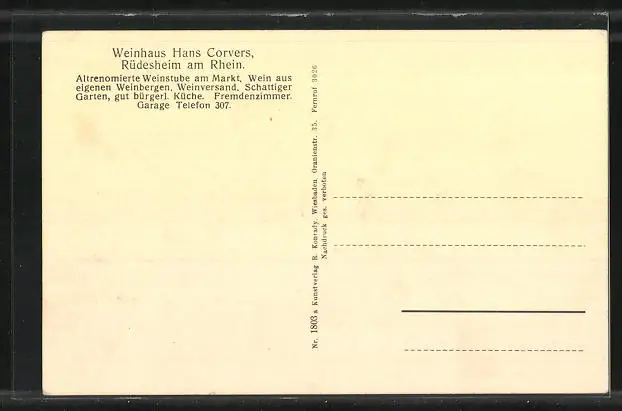 Weinhaus Hans Corvers,
Rüdesheim am Rhein.
Altrenomierte Weinstube am Markt, Wein aus
eigenen Weinbergen, Weinversand, Schattiger
Garten, gut bürgerl. Küche. Fremdenzimmer.
Garage Telefon 307.
Nr. 1803 a Kunstverlag R. Konrady, Wiesbaden, Oranienstr. 35. Fernruf 3026
Nachdruck ges. verboten